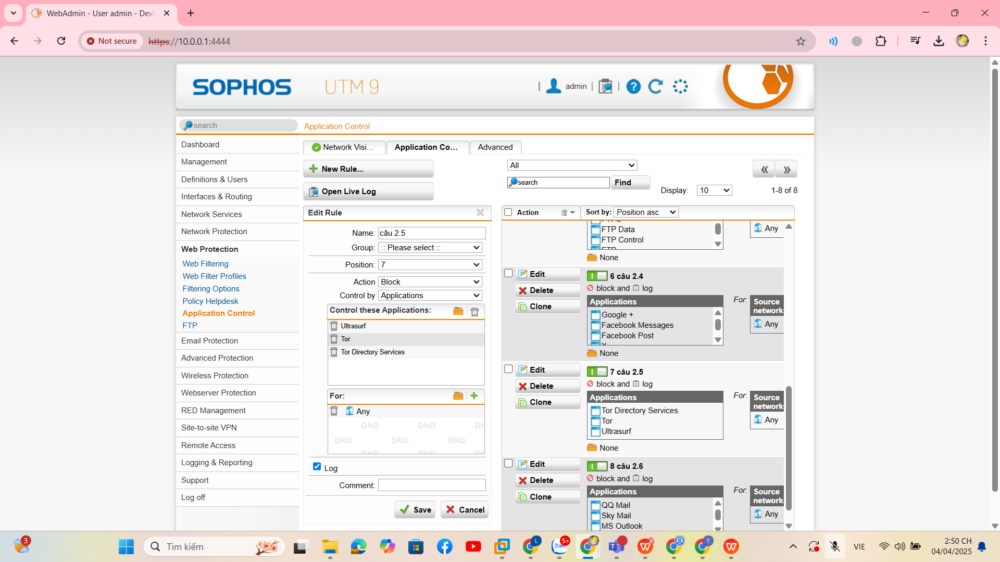 WebAdmin - User admin - Devi
Not secure
https://10.0.0.1:4444
SOPHOS
UTM 9
admin
search
Application Control
Dashboard
Management
Definitions & Users
Interfaces & Routing
Network Services
Network Protection
Web Protection
Web Filtering
Web Filter Profiles
Filtering Options
Policy Helpdesk
Application Control
FTP
Email Protection
Advanced Protection
Wireless Protection
Webserver Protection
RED Management
Site-to-site VPN
Remote Access
Logging & Reporting
Support
Log off
Network Visi...
Application Co...
Advanced
New Rule...
Open Live Log
All
search
Find
Display:
10
1-8 of 8
Edit Rule
Name:
câu 2.5
Group:
:: Please select ::
Position:
7
Action
Block
Control by
Applications
Control these Applications:
Ultrasurf
Tor
Tor Directory Services
For:
Any
DND DND
DND DND DND
Log
Comment:
Save
Cancel
Action
Sort by:
Position asc
FTP Data
FTP Control
FTP
Any
None
Edit
Delete
Clone
6 câu 2.4
block and log
Applications
Google +
Facebook Messages
Facebook Post
For:
Source
network
Any
None
Edit
Delete
Clone
7 câu 2.5
block and log
Applications
Tor Directory Services
Tor
Ultrasurf
For:
Source
network
Any
None
Edit
Delete
Clone
8 câu 2.6
block and log
Applications
QQ Mail
Sky Mail
MS Outlook
For:
Source
network
Any
3
Tìm kiếm
L
Zalo
5+
T
VIE
2:50 CH
04/04/2025